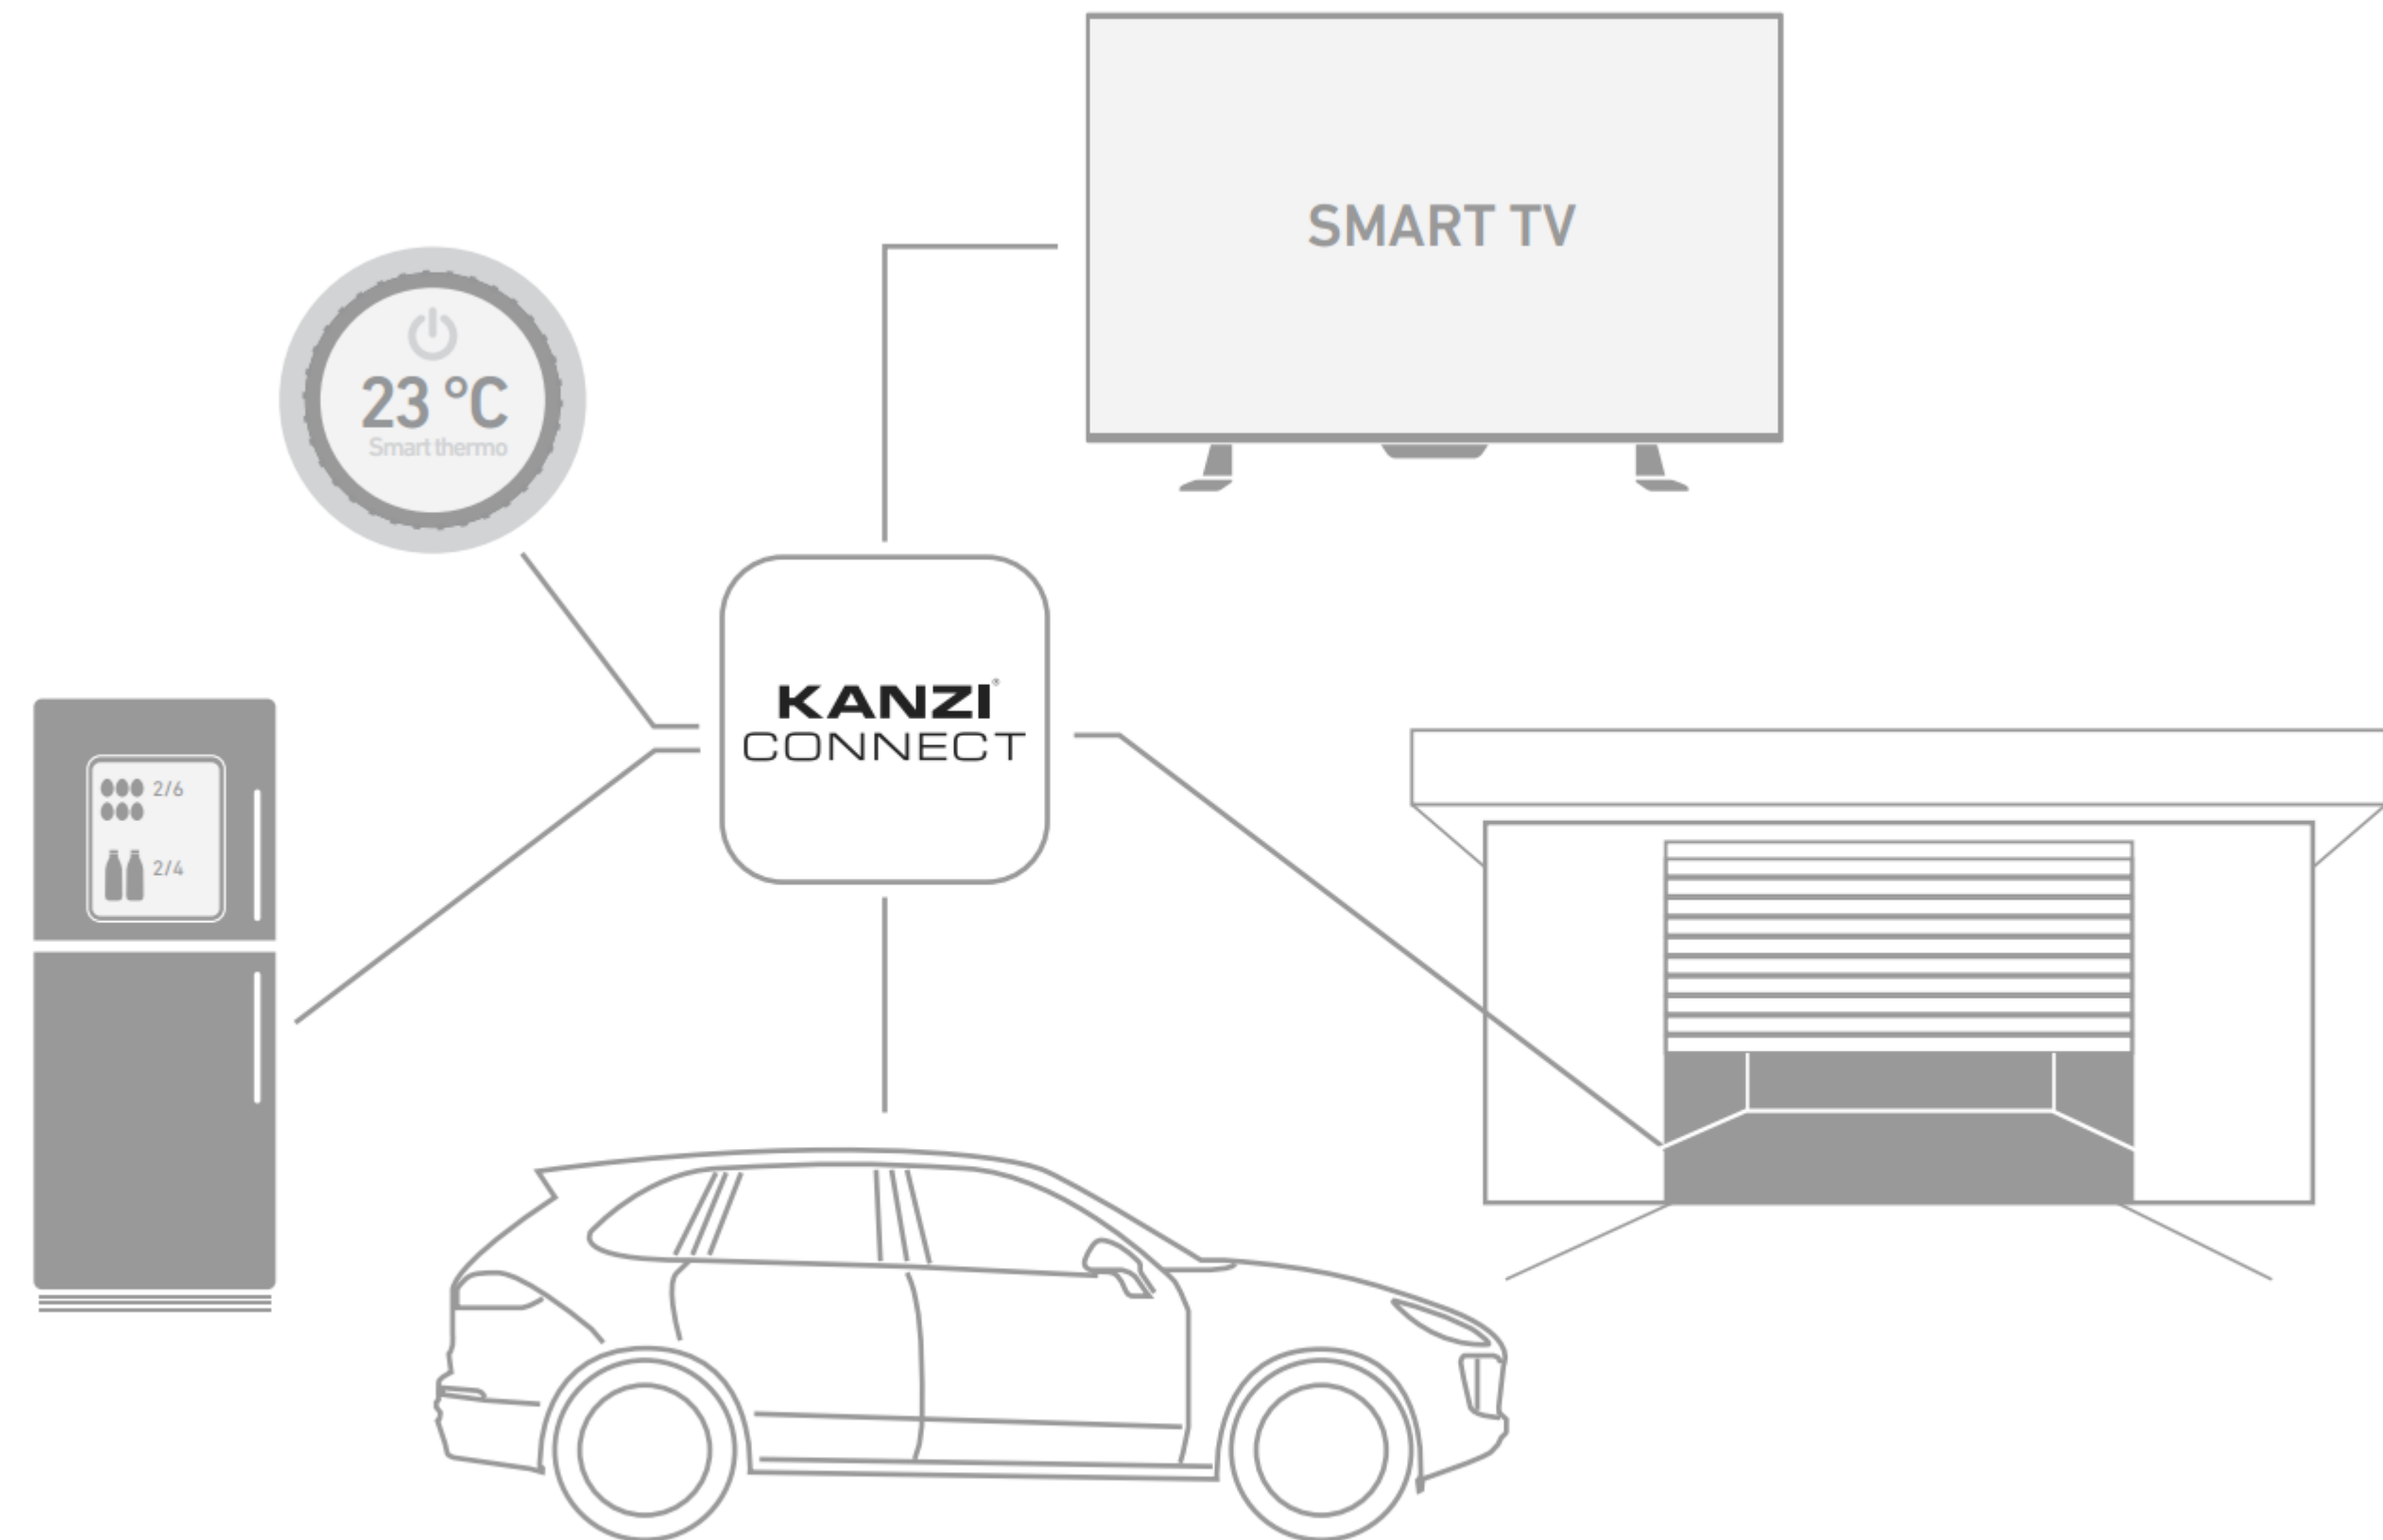 SMART TV
23 °C
Smart thermo
KANZI®
CONNECT
2/6
2/4